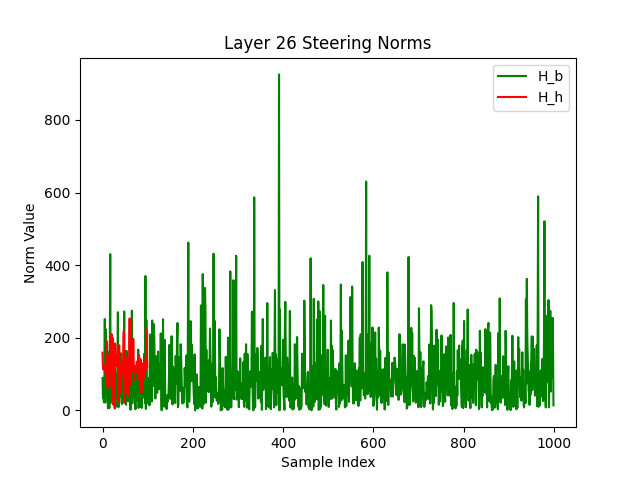 Layer 26 Steering Norms
H_b
H_h
Norm Value
800
600
400
200
0
0 200 400 600 800 1000
Sample Index